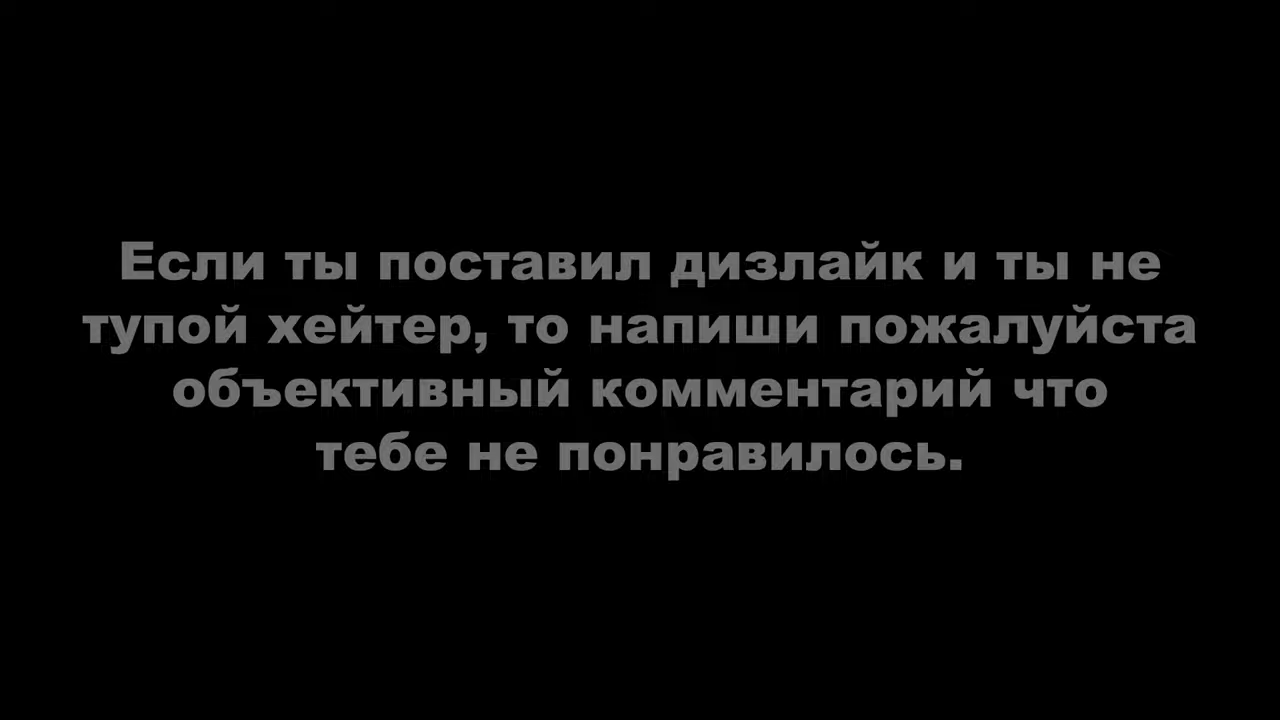 Если ты поставил дизлайк и ты не
тупой хейтер, то напиши пожалуйста
объективный комментарий что
тебе не понравилось.